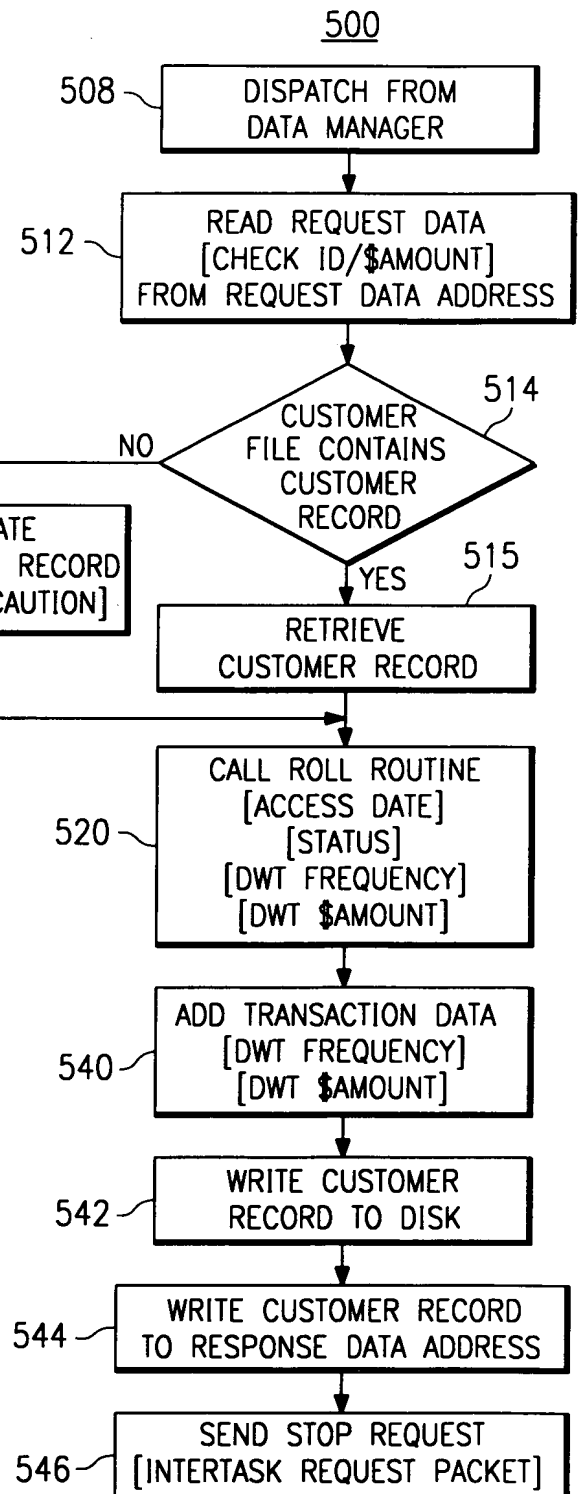 500
508
DISPATCH FROM
DATA MANAGER
512
READ REQUEST DATA
[CHECK ID/$AMOUNT]
FROM REQUEST DATA ADDRESS
514
CUSTOMER
FILE CONTAINS
CUSTOMER
RECORD
NO
YES
ATE
RECORD
CAUTION]
515
RETRIEVE
CUSTOMER RECORD
520
CALL ROLL ROUTINE
[ACCESS DATE]
[STATUS]
[DWT FREQUENCY]
[DWT $AMOUNT]
540
ADD TRANSACTION DATA
[DWT FREQUENCY]
[DWT $AMOUNT]
542
WRITE CUSTOMER
RECORD TO DISK
544
WRITE CUSTOMER RECORD
TO RESPONSE DATA ADDRESS
546
SEND STOP REQUEST
[INTERTASK REQUEST PACKET]